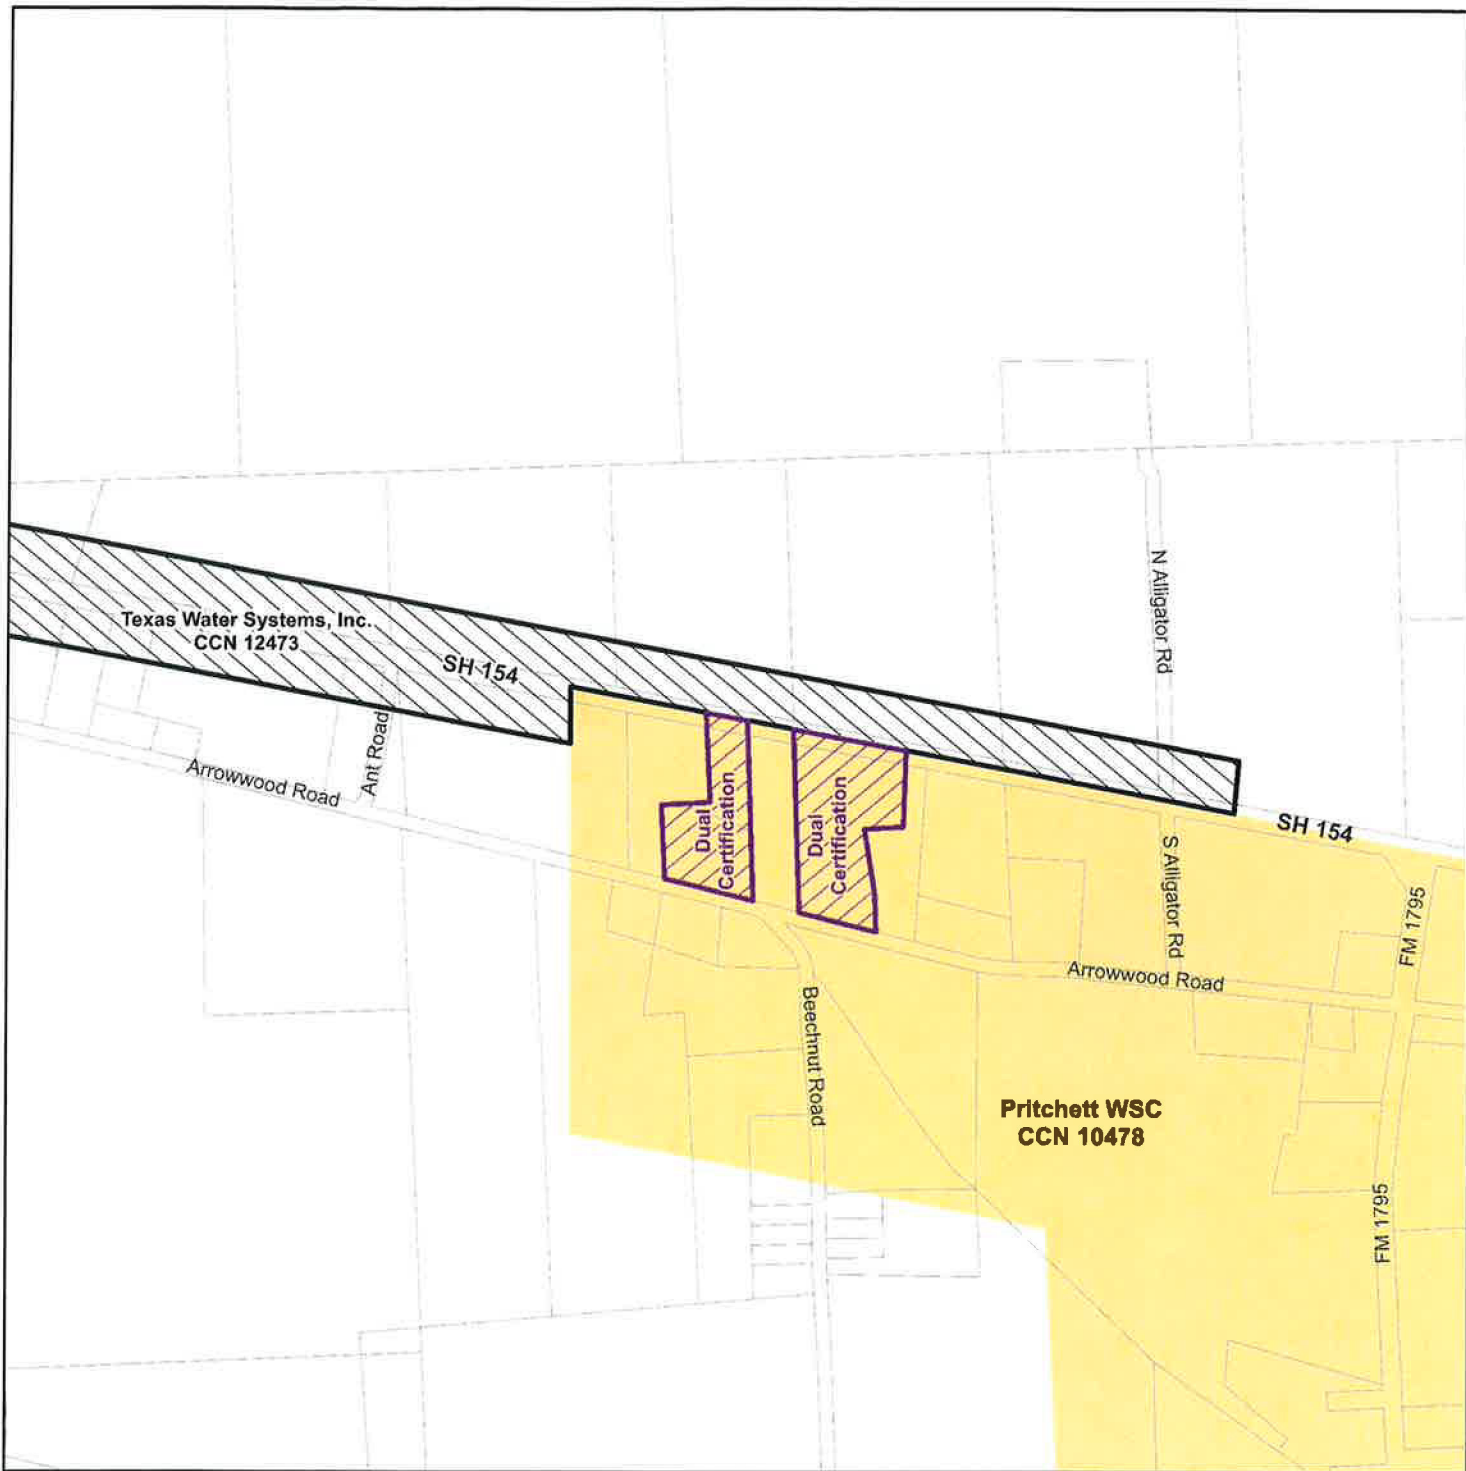 N Alligator Rd
Texas Water Systems, Inc.
CCN 12473
SH 154
Ant Road
Arrowwood Road
Dual
Certification
Dual
Certification
SH 154
S Alligator Rd
FM 1795
Arrowwood Road
Beechnut Road
Pritchett WSC
CCN 10478
FM 1795